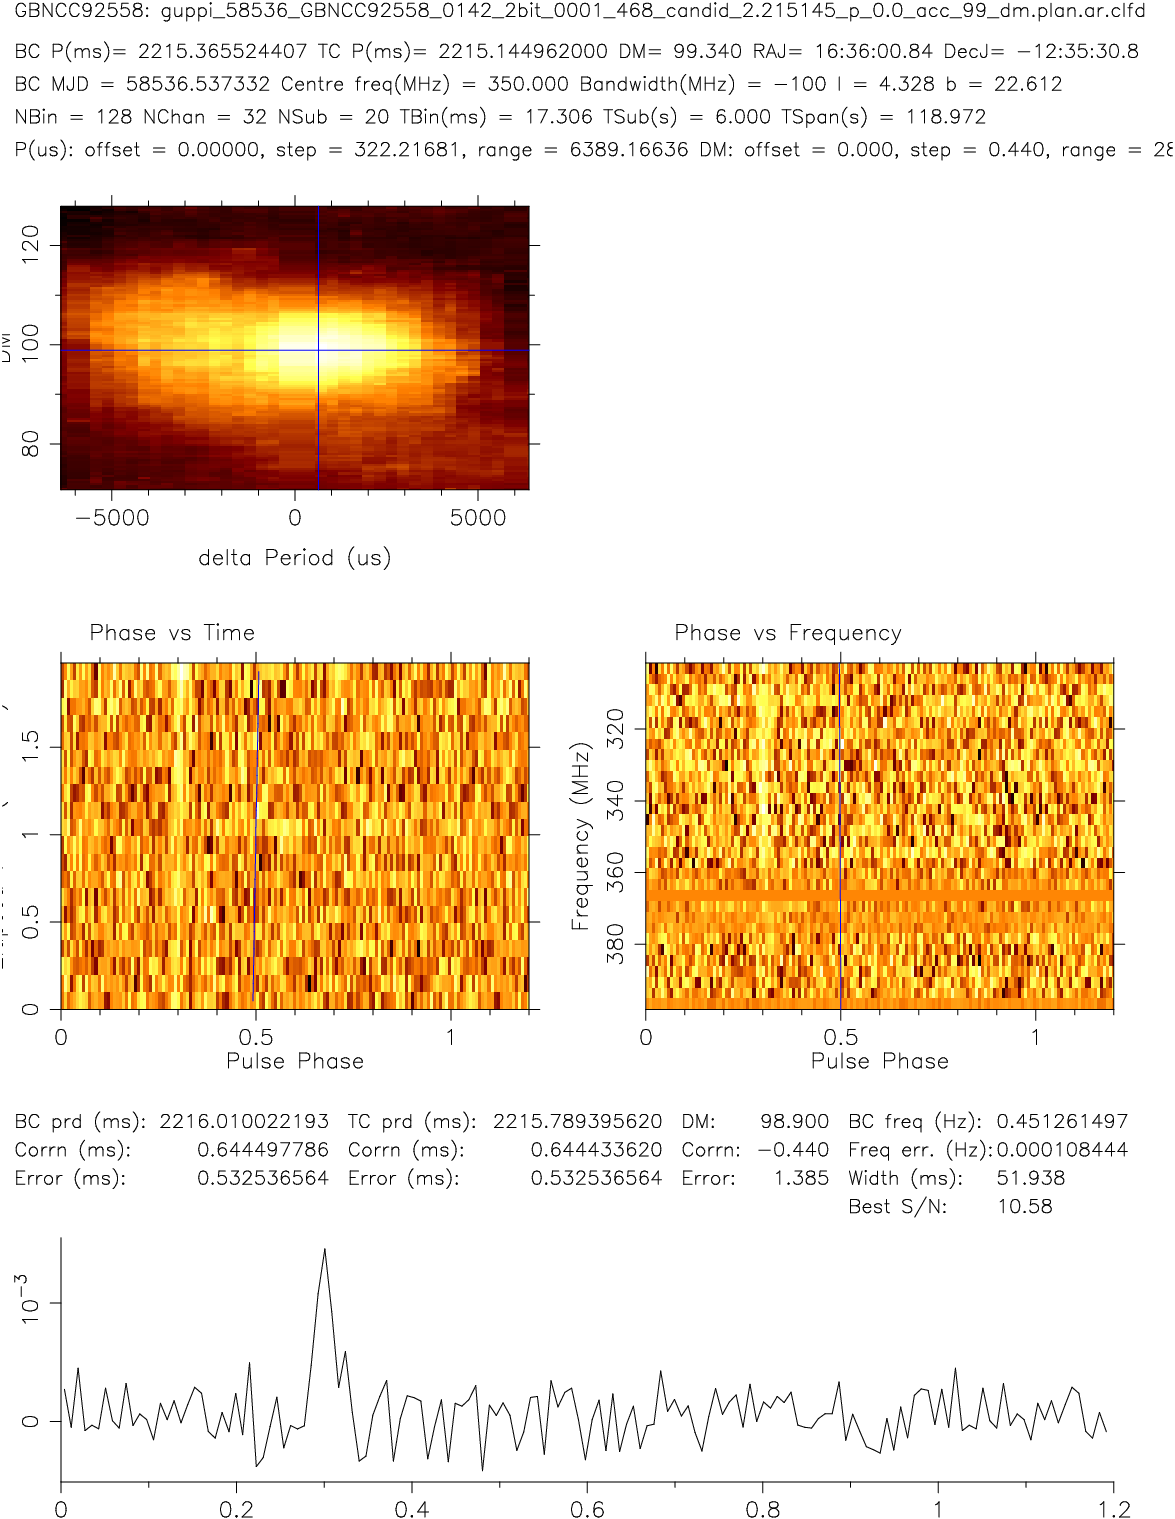 GBNCC92558: guppi_58536_GBNCC92558_0142_2bit_0001_468_candid_2.215145_p_0.0_acc_99_dm.plan.ar.clfd
BC P(ms)= 2215.365524407 TC P(ms)= 2215.144962000 DM= 99.340 RAJ= 16:36:00.84 DecJ= −12:35:30.8
BC MJD = 58536.537332 Centre freq(MHz) = 350.000 Bandwidth(MHz) = −100 l = 4.328 b = 22.612
NBin = 128 NChan = 32 NSub = 20 TBin(ms) = 17.306 TSub(s) = 6.000 TSpan(s) = 118.972
P(us): offset = 0.00000, step = 322.21681, range = 6389.16636 DM: offset = 0.000, step = 0.440, range = 28
120
100
80
DM
−5000 0 5000
delta Period (us)
Phase vs Time
1.5
1
0.5
0
0 0.5 1
Pulse Phase
Phase vs Frequency
320
340
360
380
Frequency (MHz)
0 0.5 1
Pulse Phase
BC prd (ms): 2216.010022193 TC prd (ms): 2215.789395620 DM: 98.900 BC freq (Hz): 0.451261497
Corrn (ms): 0.644497786 Corrn (ms): 0.644433620 Corrn: −0.440 Freq err. (Hz): 0.000108444
Error (ms): 0.532536564 Error (ms): 0.532536564 Error: 1.385 Width (ms): 51.938
Best S/N: 10.58
10−3
0
0 0.2 0.4 0.6 0.8 1 1.2